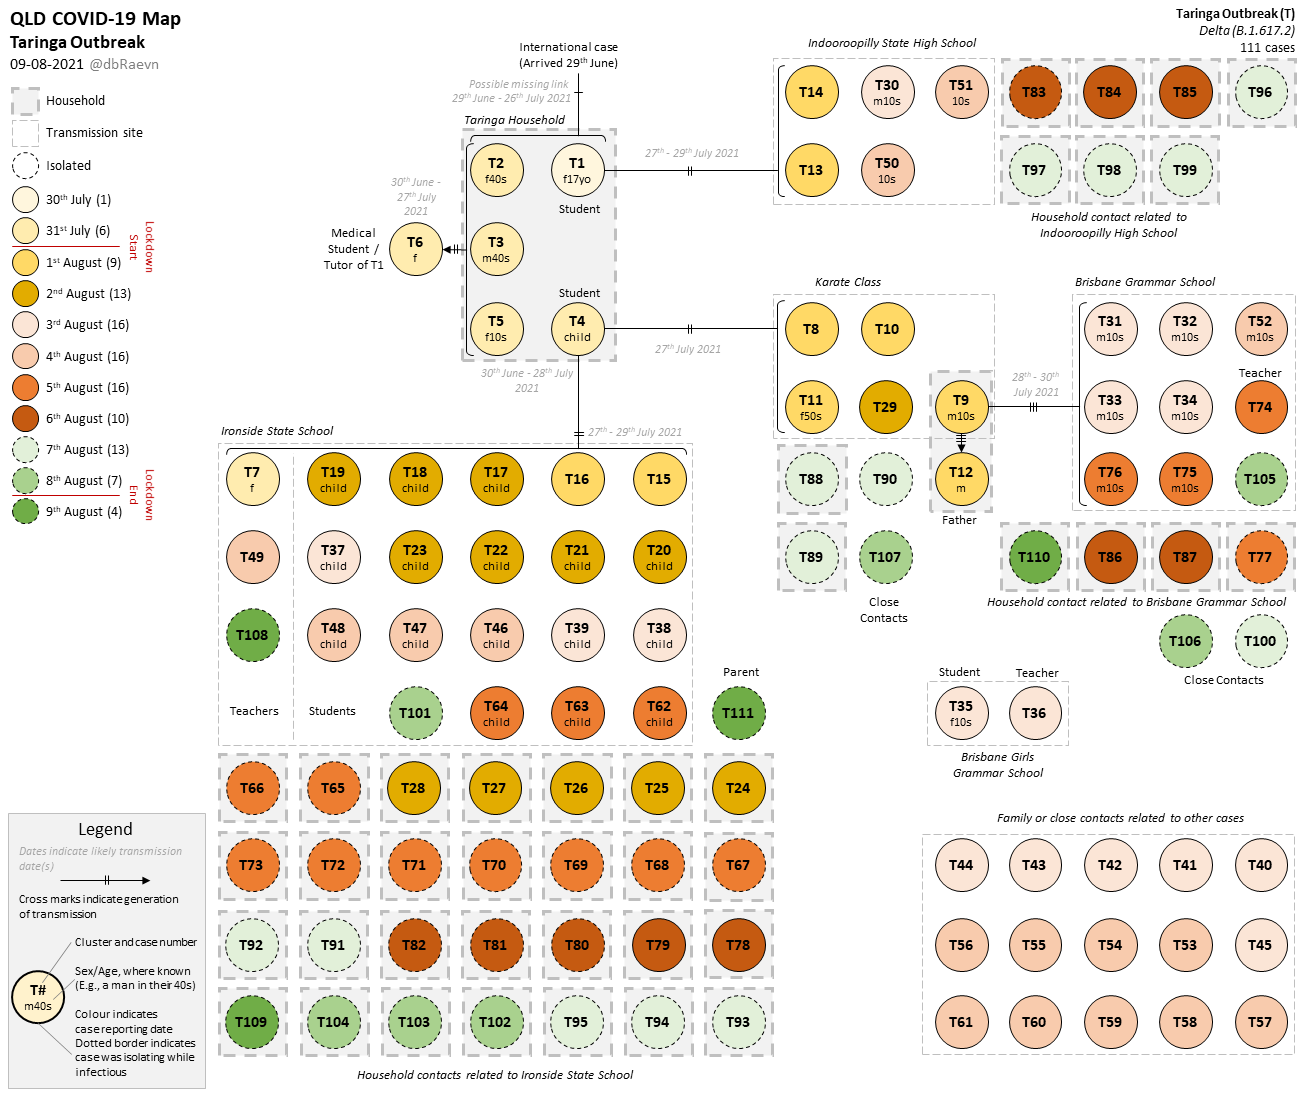 QLD COVID-19 Map
Taringa Outbreak
09-08-2021 @dbRaevn
Household
Transmission site
Isolated
30th July (1)
31st July (6)
1st August (9)
2nd August (13)
3rd August (16)
4th August (16)
5th August (16)
6th August (10)
7th August (13)
8th August (7)
9th August (4)
Lockdown
Start
Lockdown
End
Taringa Outbreak (T)
Delta (B.1.617.2)
111 cases
International case
(Arrived 29th June)
Possible missing link
29th June - 26th July 2021
Taringa Household
T2
f40s
T1
f17yo
Student
T3
m40s
Student
T5
f10s
T4
child
30th June -
27th July
2021
Medical
Student /
Tutor of T1
T6
f
27th - 29th July 2021
Indooroopilly State High School
T14
T30
m10s
T51
10s
T13
T50
10s
T83
T84
T85
T96
T97
T98
T99
Household contact related to
Indooroopilly High School
27th July 2021
Karate Class
T8
T10
T11
f50s
T29
T9
m10s
T12
m
Father
T88
T90
T89
T107
Close
Contacts
28th - 30th
July 2021
Brisbane Grammar School
T31
m10s
T32
m10s
T52
m10s
Teacher
T33
m10s
T34
m10s
T74
T76
m10s
T75
m10s
T105
T110
T86
T87
T77
Household contact related to Brisbane Grammar School
T106
T100
Close Contacts
Student
Teacher
T35
f10s
T36
Brisbane Girls
Grammar School
30th June - 28th July
2021
27th - 29th July 2021
Ironside State School
T7
f
T19
child
T18
child
T17
child
T16
T15
T49
T37
child
T23
child
T22
child
T21
child
T20
child
T108
T48
child
T47
child
T46
child
T39
child
T38
child
Teachers
Students
T101
T64
child
T63
child
T62
child
Parent
T111
T66
T65
T28
T27
T26
T25
T24
T73
T72
T71
T70
T69
T68
T67
T92
T91
T82
T81
T80
T79
T78
T109
T104
T103
T102
T95
T94
T93
Household contacts related to Ironside State School
Family or close contacts related to other cases
T44
T43
T42
T41
T40
T56
T55
T54
T53
T45
T61
T60
T59
T58
T57
Legend
Dates indicate likely transmission
date(s)
Cross marks indicate generation
of transmission
Cluster and case number
Sex/Age, where known
(E.g., a man in their 40s)
T#
m40s
Colour indicates
case reporting date
Dotted border indicates
case was isolating while
infectious